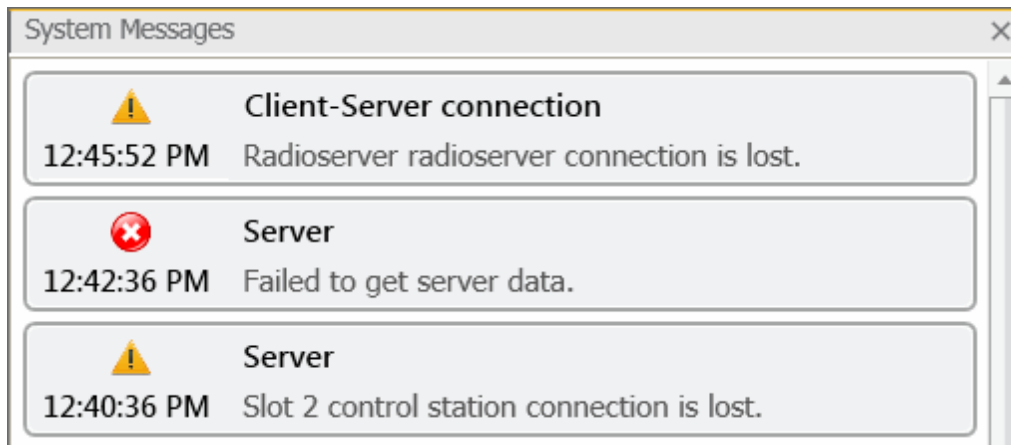 System Messages
Client-Server connection
12:45:52 PM Radioserver radioserver connection is lost.
Server
12:42:36 PM Failed to get server data.
Server
12:40:36 PM Slot 2 control station connection is lost.